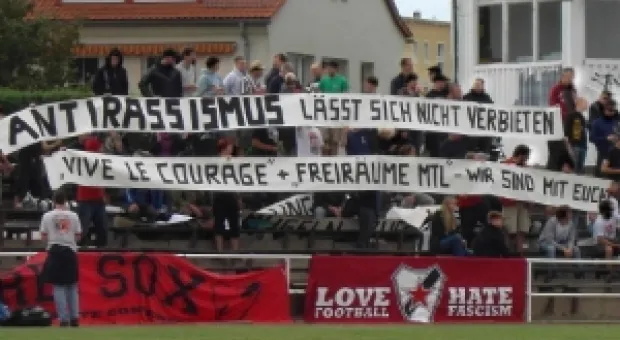 ANTIRASSISMUS LÄSST SICH NICHT VERBIETEN
„VIVE LE COURAGE" + „FREIRÄUME MTL" - WIR SIND MIT EUCH
SOX
LOVE HATE
FOOTBALL FASCISM